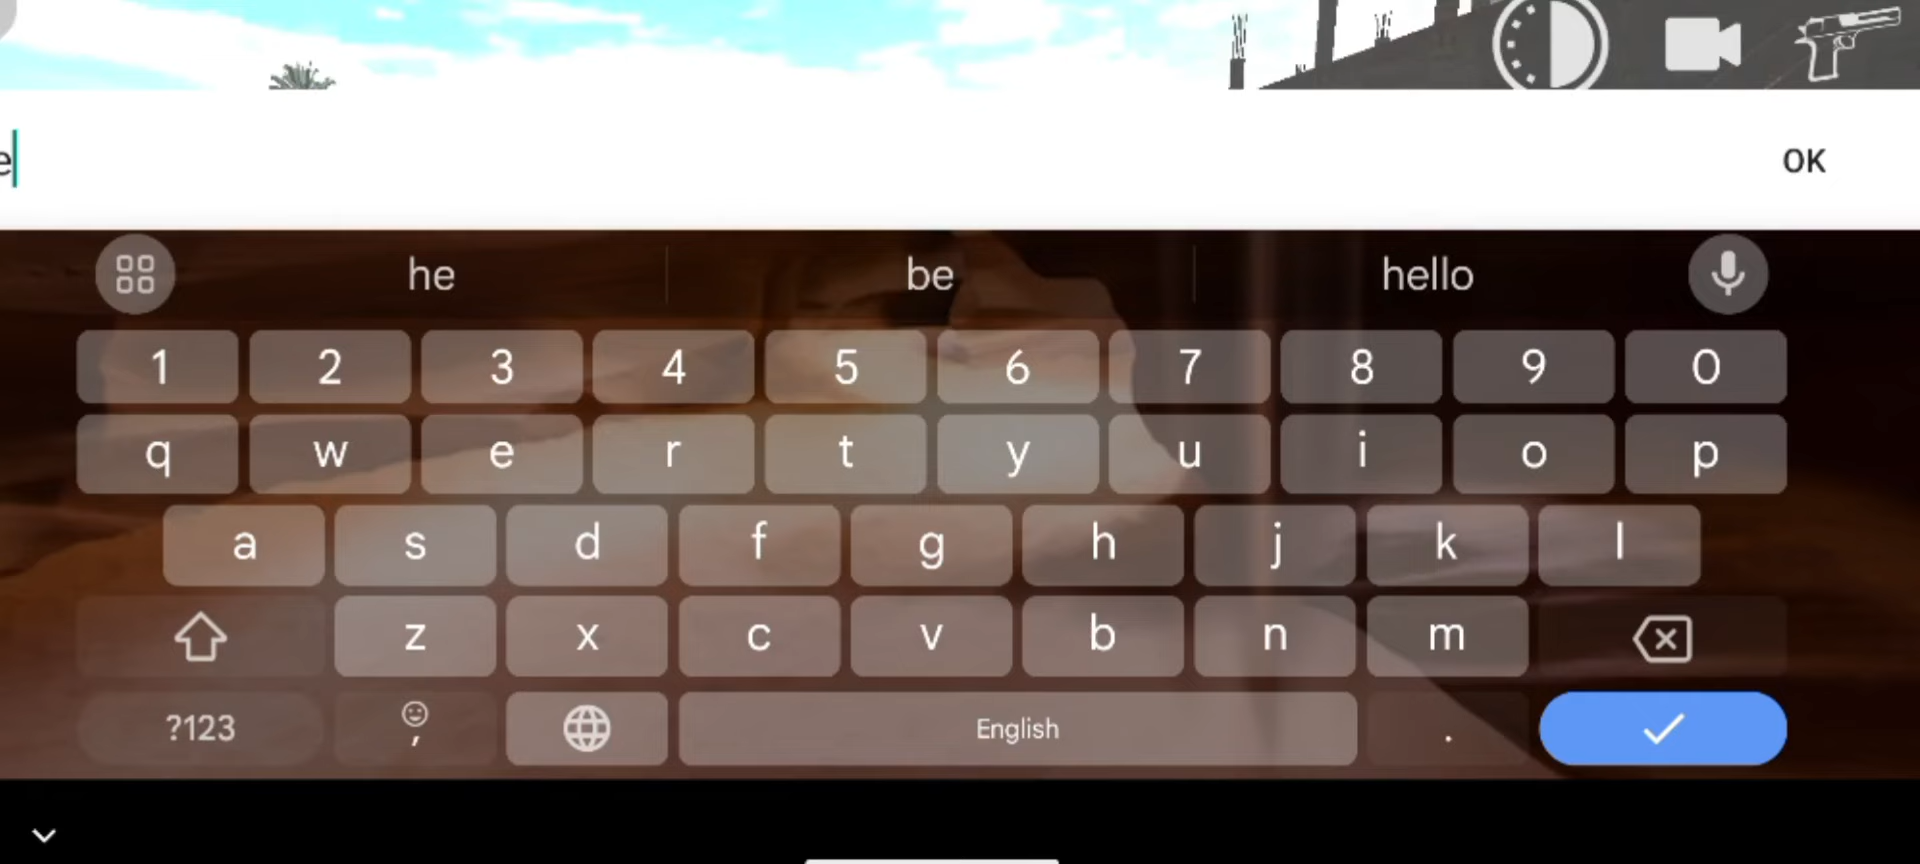 e
OK
he be hello
1 2 3 4 5 6 7 8 9 0
q w e r t y u i o p
a s d f g h j k l
z x c v b n m
?123 , English .